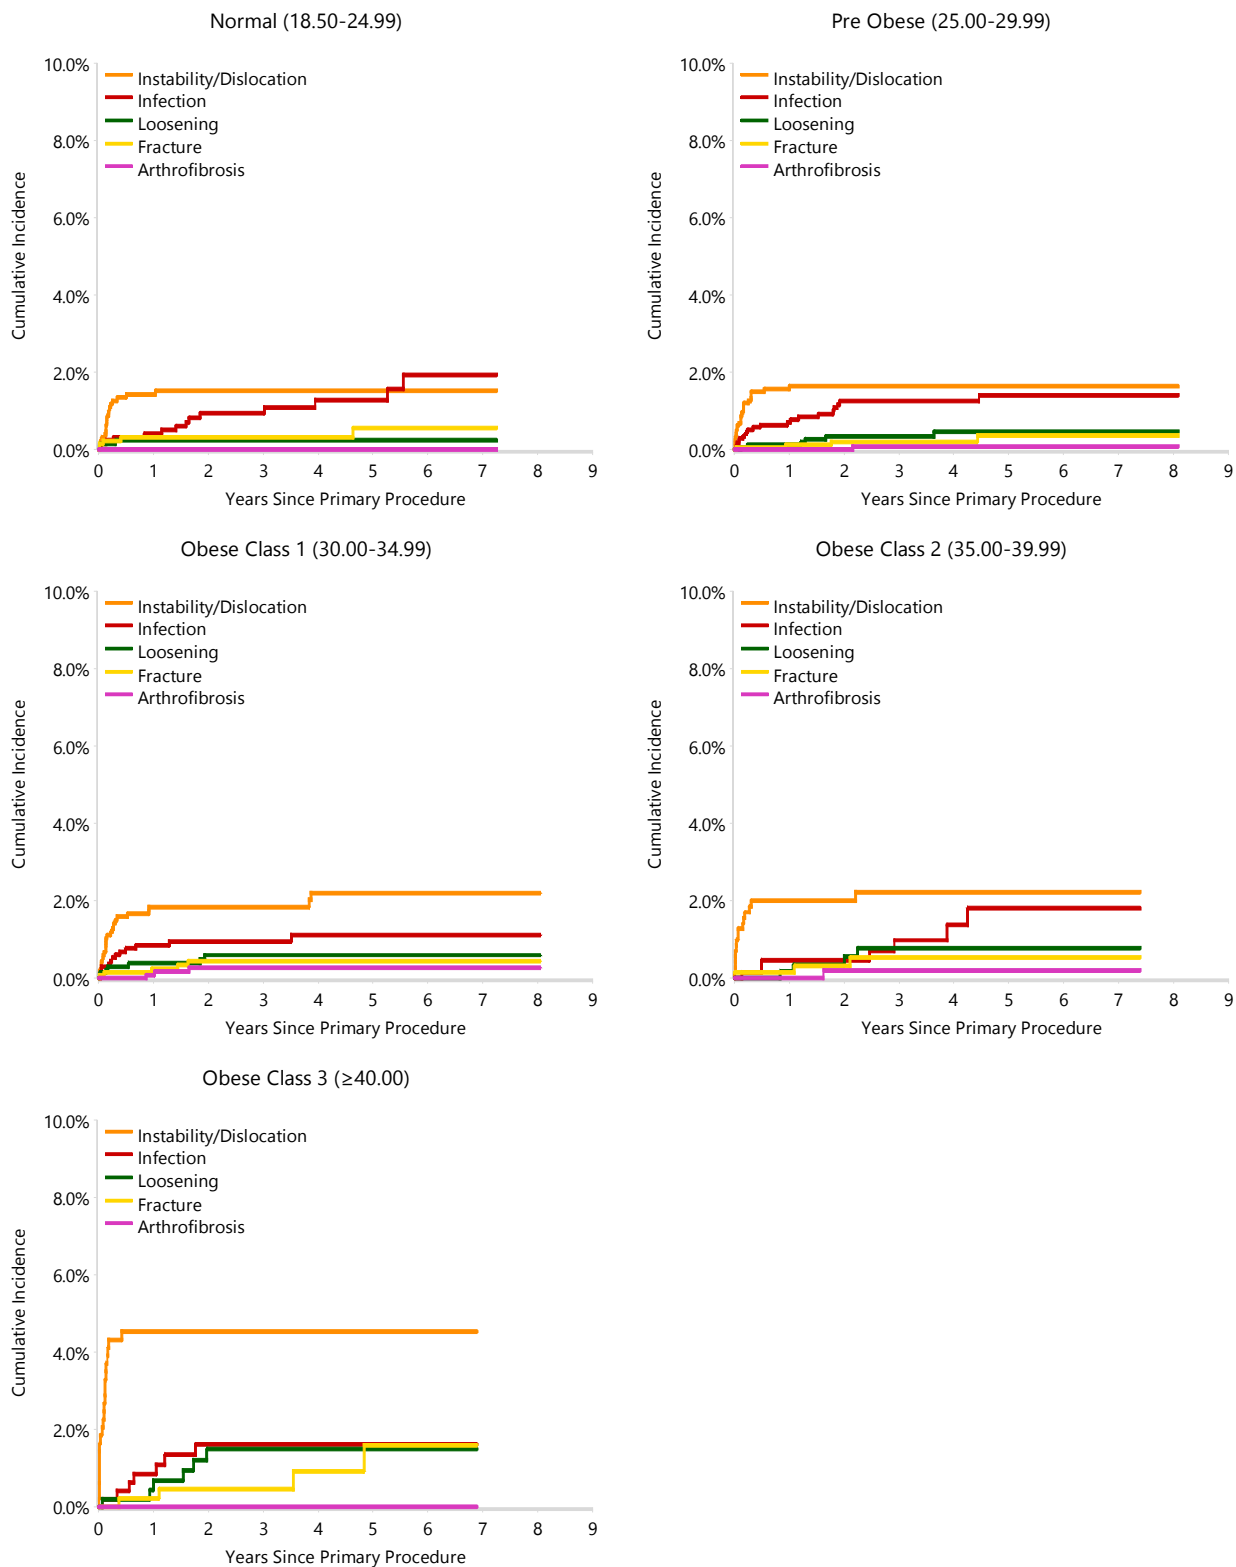 Normal (18.50-24.99)
10.0%
8.0%
6.0%
4.0%
2.0%
0.0%
Cumulative Incidence
Instability/Dislocation
Infection
Loosening
Fracture
Arthrofibrosis
0 1 2 3 4 5 6 7 8 9
Years Since Primary Procedure
Pre Obese (25.00-29.99)
10.0%
8.0%
6.0%
4.0%
2.0%
0.0%
Cumulative Incidence
Instability/Dislocation
Infection
Loosening
Fracture
Arthrofibrosis
0 1 2 3 4 5 6 7 8 9
Years Since Primary Procedure
Obese Class 1 (30.00-34.99)
10.0%
8.0%
6.0%
4.0%
2.0%
0.0%
Cumulative Incidence
Instability/Dislocation
Infection
Loosening
Fracture
Arthrofibrosis
0 1 2 3 4 5 6 7 8 9
Years Since Primary Procedure
Obese Class 2 (35.00-39.99)
10.0%
8.0%
6.0%
4.0%
2.0%
0.0%
Cumulative Incidence
Instability/Dislocation
Infection
Loosening
Fracture
Arthrofibrosis
0 1 2 3 4 5 6 7 8 9
Years Since Primary Procedure
Obese Class 3 (≥40.00)
10.0%
8.0%
6.0%
4.0%
2.0%
0.0%
Cumulative Incidence
Instability/Dislocation
Infection
Loosening
Fracture
Arthrofibrosis
0 1 2 3 4 5 6 7 8 9
Years Since Primary Procedure